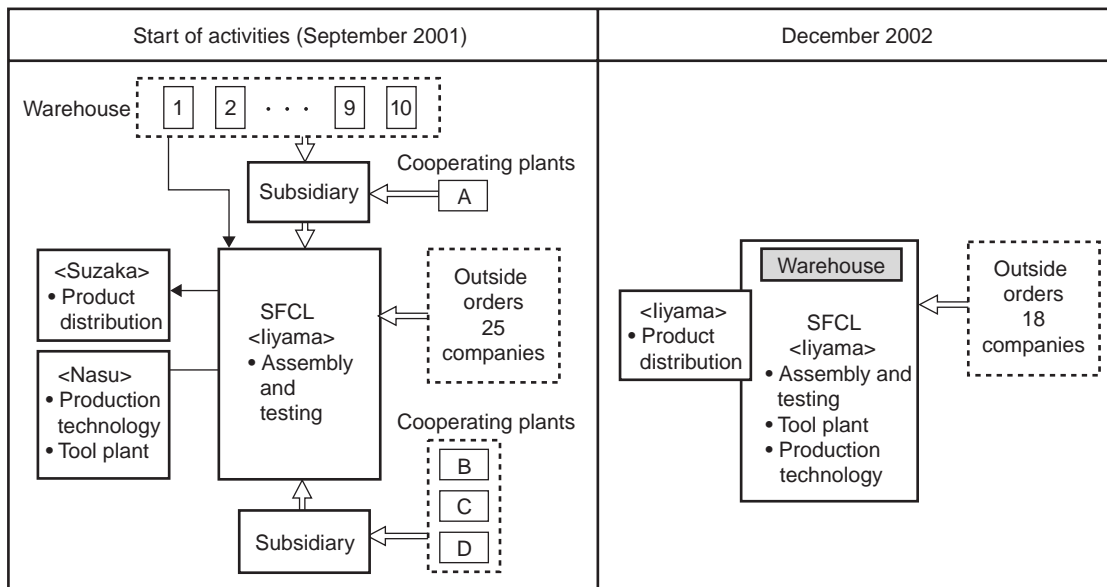 Start of activities (September 2001)
December 2002
Warehouse
1
2
· · ·
9
10
Cooperating plants
Subsidiary
A
<Suzaka>
• Product
distribution
SFCL
<Iiyama>
• Assembly
and
testing
Outside
orders
25
companies
<Nasu>
• Production
technology
• Tool plant
Cooperating plants
B
C
D
Subsidiary
Warehouse
<Iiyama>
• Product
distribution
SFCL
<Iiyama>
• Assembly and
testing
• Tool plant
• Production
technology
Outside
orders
18
companies